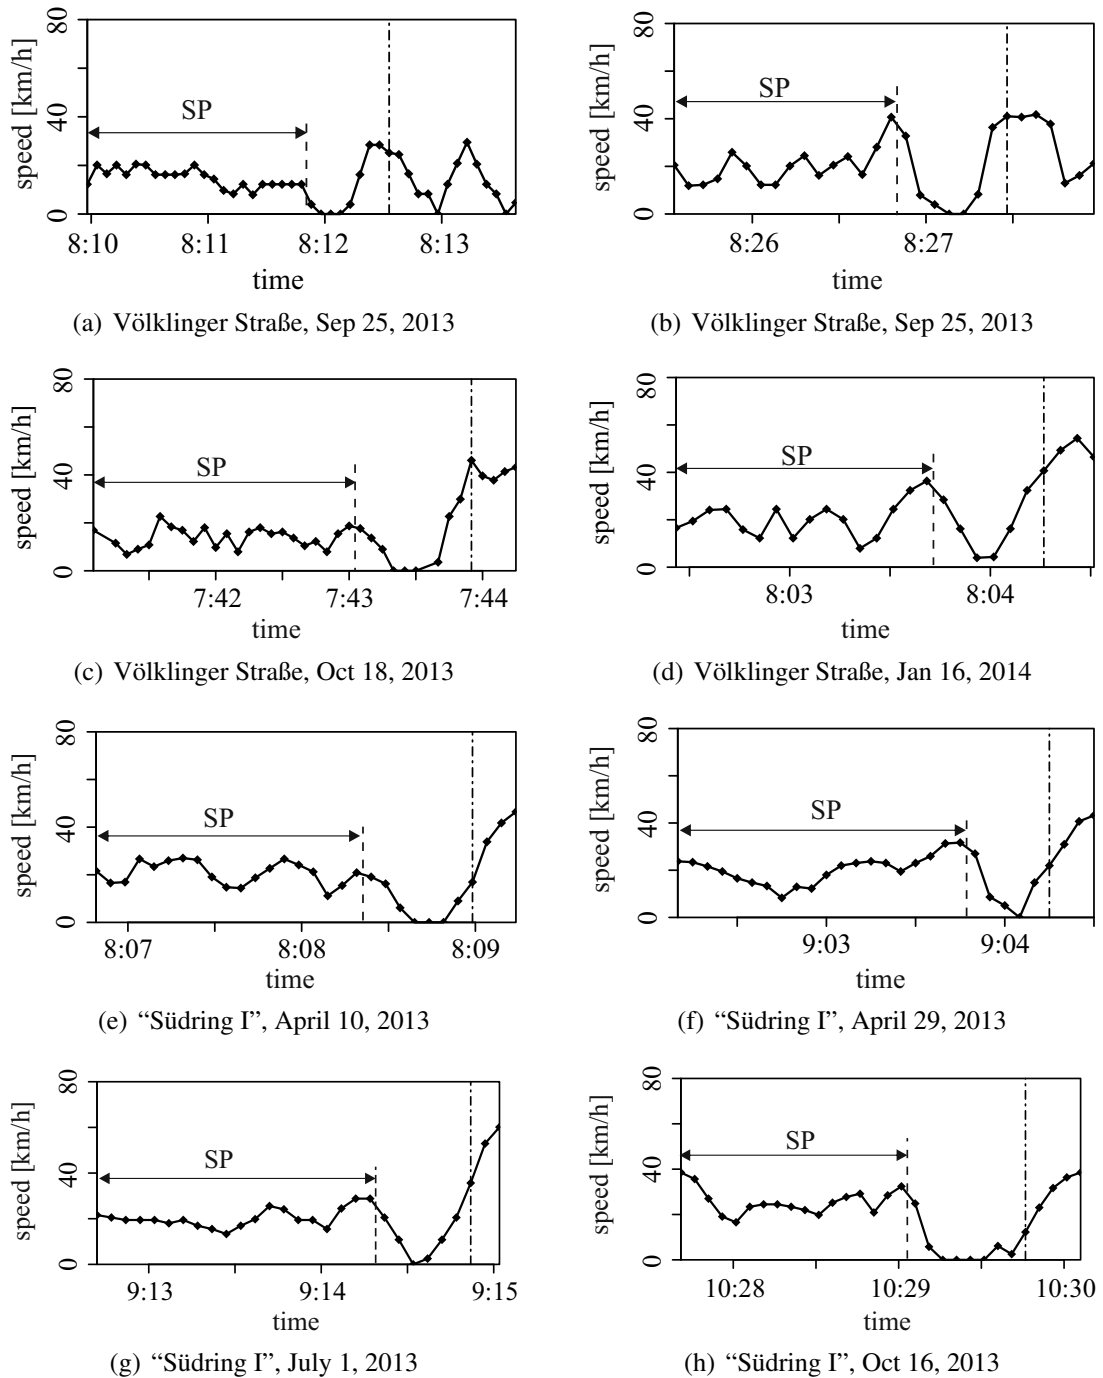 speed [km/h]
80
40
0
SP
8:10 8:11 8:12 8:13
time
(a) Völklinger Straße, Sep 25, 2013
speed [km/h]
80
40
0
SP
8:26 8:27
time
(b) Völklinger Straße, Sep 25, 2013
speed [km/h]
80
40
0
SP
7:42 7:43 7:44
time
(c) Völklinger Straße, Oct 18, 2013
speed [km/h]
80
40
0
SP
8:03 8:04
time
(d) Völklinger Straße, Jan 16, 2014
speed [km/h]
80
40
0
SP
8:07 8:08 8:09
time
(e) “Südring I”, April 10, 2013
speed [km/h]
80
40
0
SP
9:03 9:04
time
(f) “Südring I”, April 29, 2013
speed [km/h]
80
40
0
SP
9:13 9:14 9:15
time
(g) “Südring I”, July 1, 2013
speed [km/h]
80
40
0
SP
10:28 10:29 10:30
time
(h) “Südring I”, Oct 16, 2013